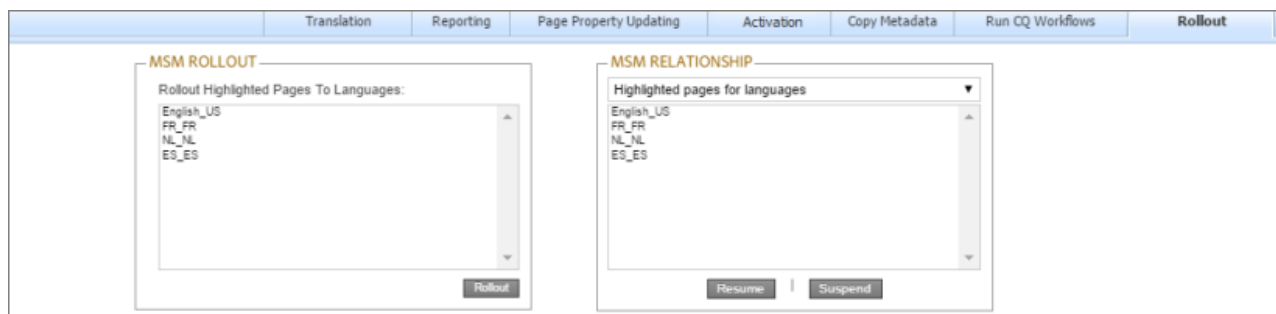 Translation Reporting Page Property Updating Activation Copy Metadata Run CQ Workflows Rollout
MSM ROLLOUT
Rollout Highlighted Pages To Languages:
English_US
FR_FR
NL_NL
ES_ES
Rollout
MSM RELATIONSHIP
Highlighted pages for languages
English_US
FR_FR
NL_NL
ES_ES
Resume | Suspend